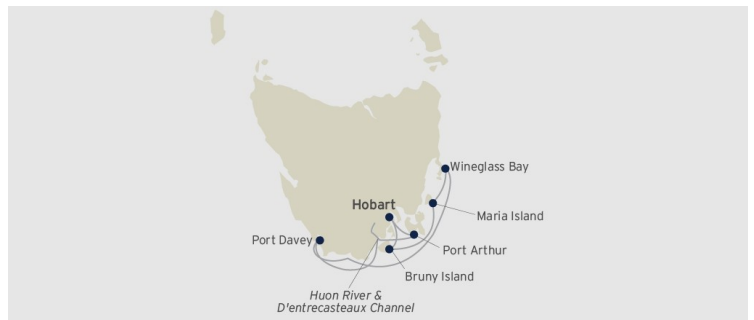 Wineglass Bay
Hobart
Maria Island
Port Davey
Port Arthur
Bruny Island
Huon River &
D'entrecasteaux Channel